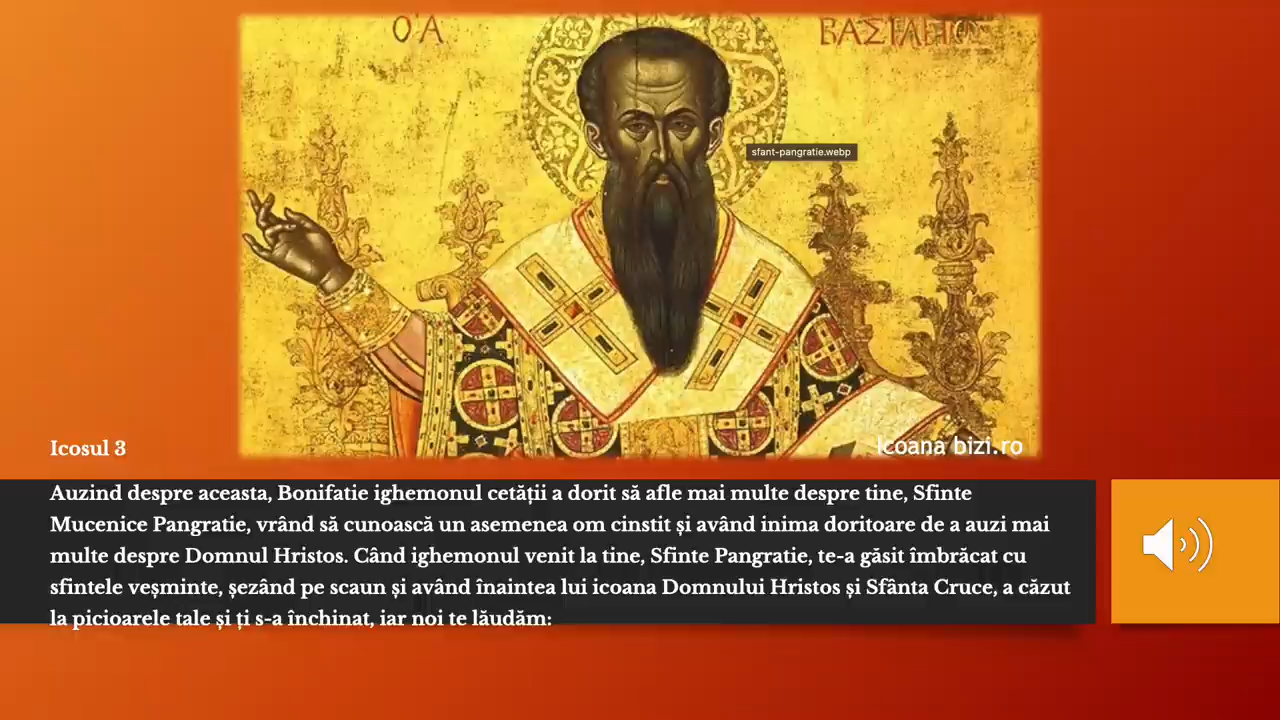 Ο Ἅ ΒΑΣΙΛΕΙΟΣ
sfant-pangratie.webp
Icosul 3
Icoana bizi.ro
Auzind despre aceasta, Bonifatie ighemonul cetății a dorit să afle mai multe despre tine, Sfinte
Mucenice Pangratie, vrând să cunoască un asemenea om cinstit și având inima doritoare de a auzi mai
multe despre Domnul Hristos. Când ighemonul venit la tine, Sfinte Pangratie, te-a găsit îmbrăcat cu
sfintele veșminte, șezând pe scaun și având înaintea lui icoana Domnului Hristos și Sfânta Cruce, a căzut
la picioarele tale și ți s-a închinat, iar noi te lăudăm: